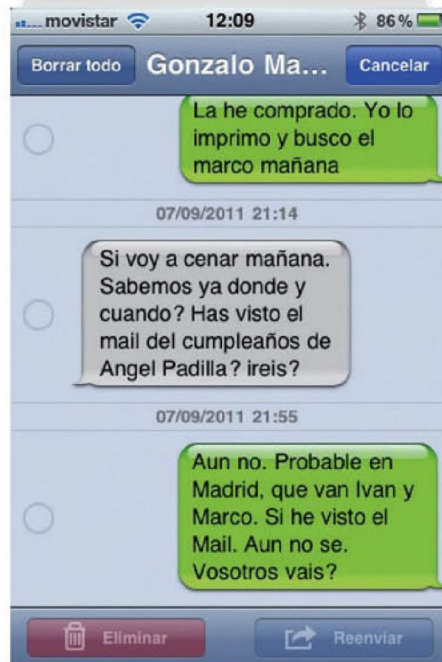 movistar 12:09 86 %
Borrar todo Gonzalo Ma... Cancelar
La he comprado. Yo lo
imprimo y busco el
marco mañana
07/09/2011 21:14
Si voy a cenar mañana.
Sabemos ya donde y
cuando? Has visto el
mail del cumpleaños de
Angel Padilla? ireis?
07/09/2011 21:55
Aun no. Probable en
Madrid, que van Ivan y
Marco. Si he visto el
Mail. Aun no se.
Vosotros vais?
Eliminar Reenviar